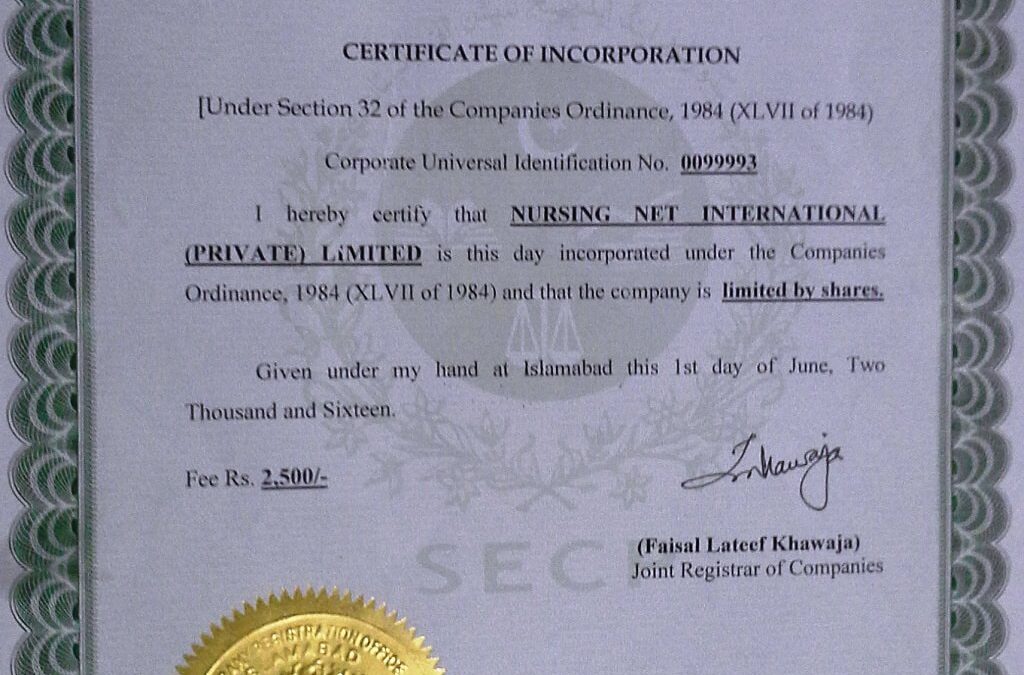 CERTIFICATE OF INCORPORATION
[Under Section 32 of the Companies Ordinance, 1984 (XLVII of 1984)
Corporate Universal Identification No. 0099993
I hereby certify that NURSING NET INTERNATIONAL
(PRIVATE) LiMITED is this day incorporated under the Companies
Ordinance, 1984 (XLVII of 1984) and that the company is limited by shares.
Given under my hand at Islamabad this 1st day of June, Two
Thousand and Sixteen.
Fee Rs. 2,500/-
Khawaja
(Faisal Lateef Khawaja)
Joint Registrar of Companies
SEC
REGISTRATION OFFICE
ISLAMABAD